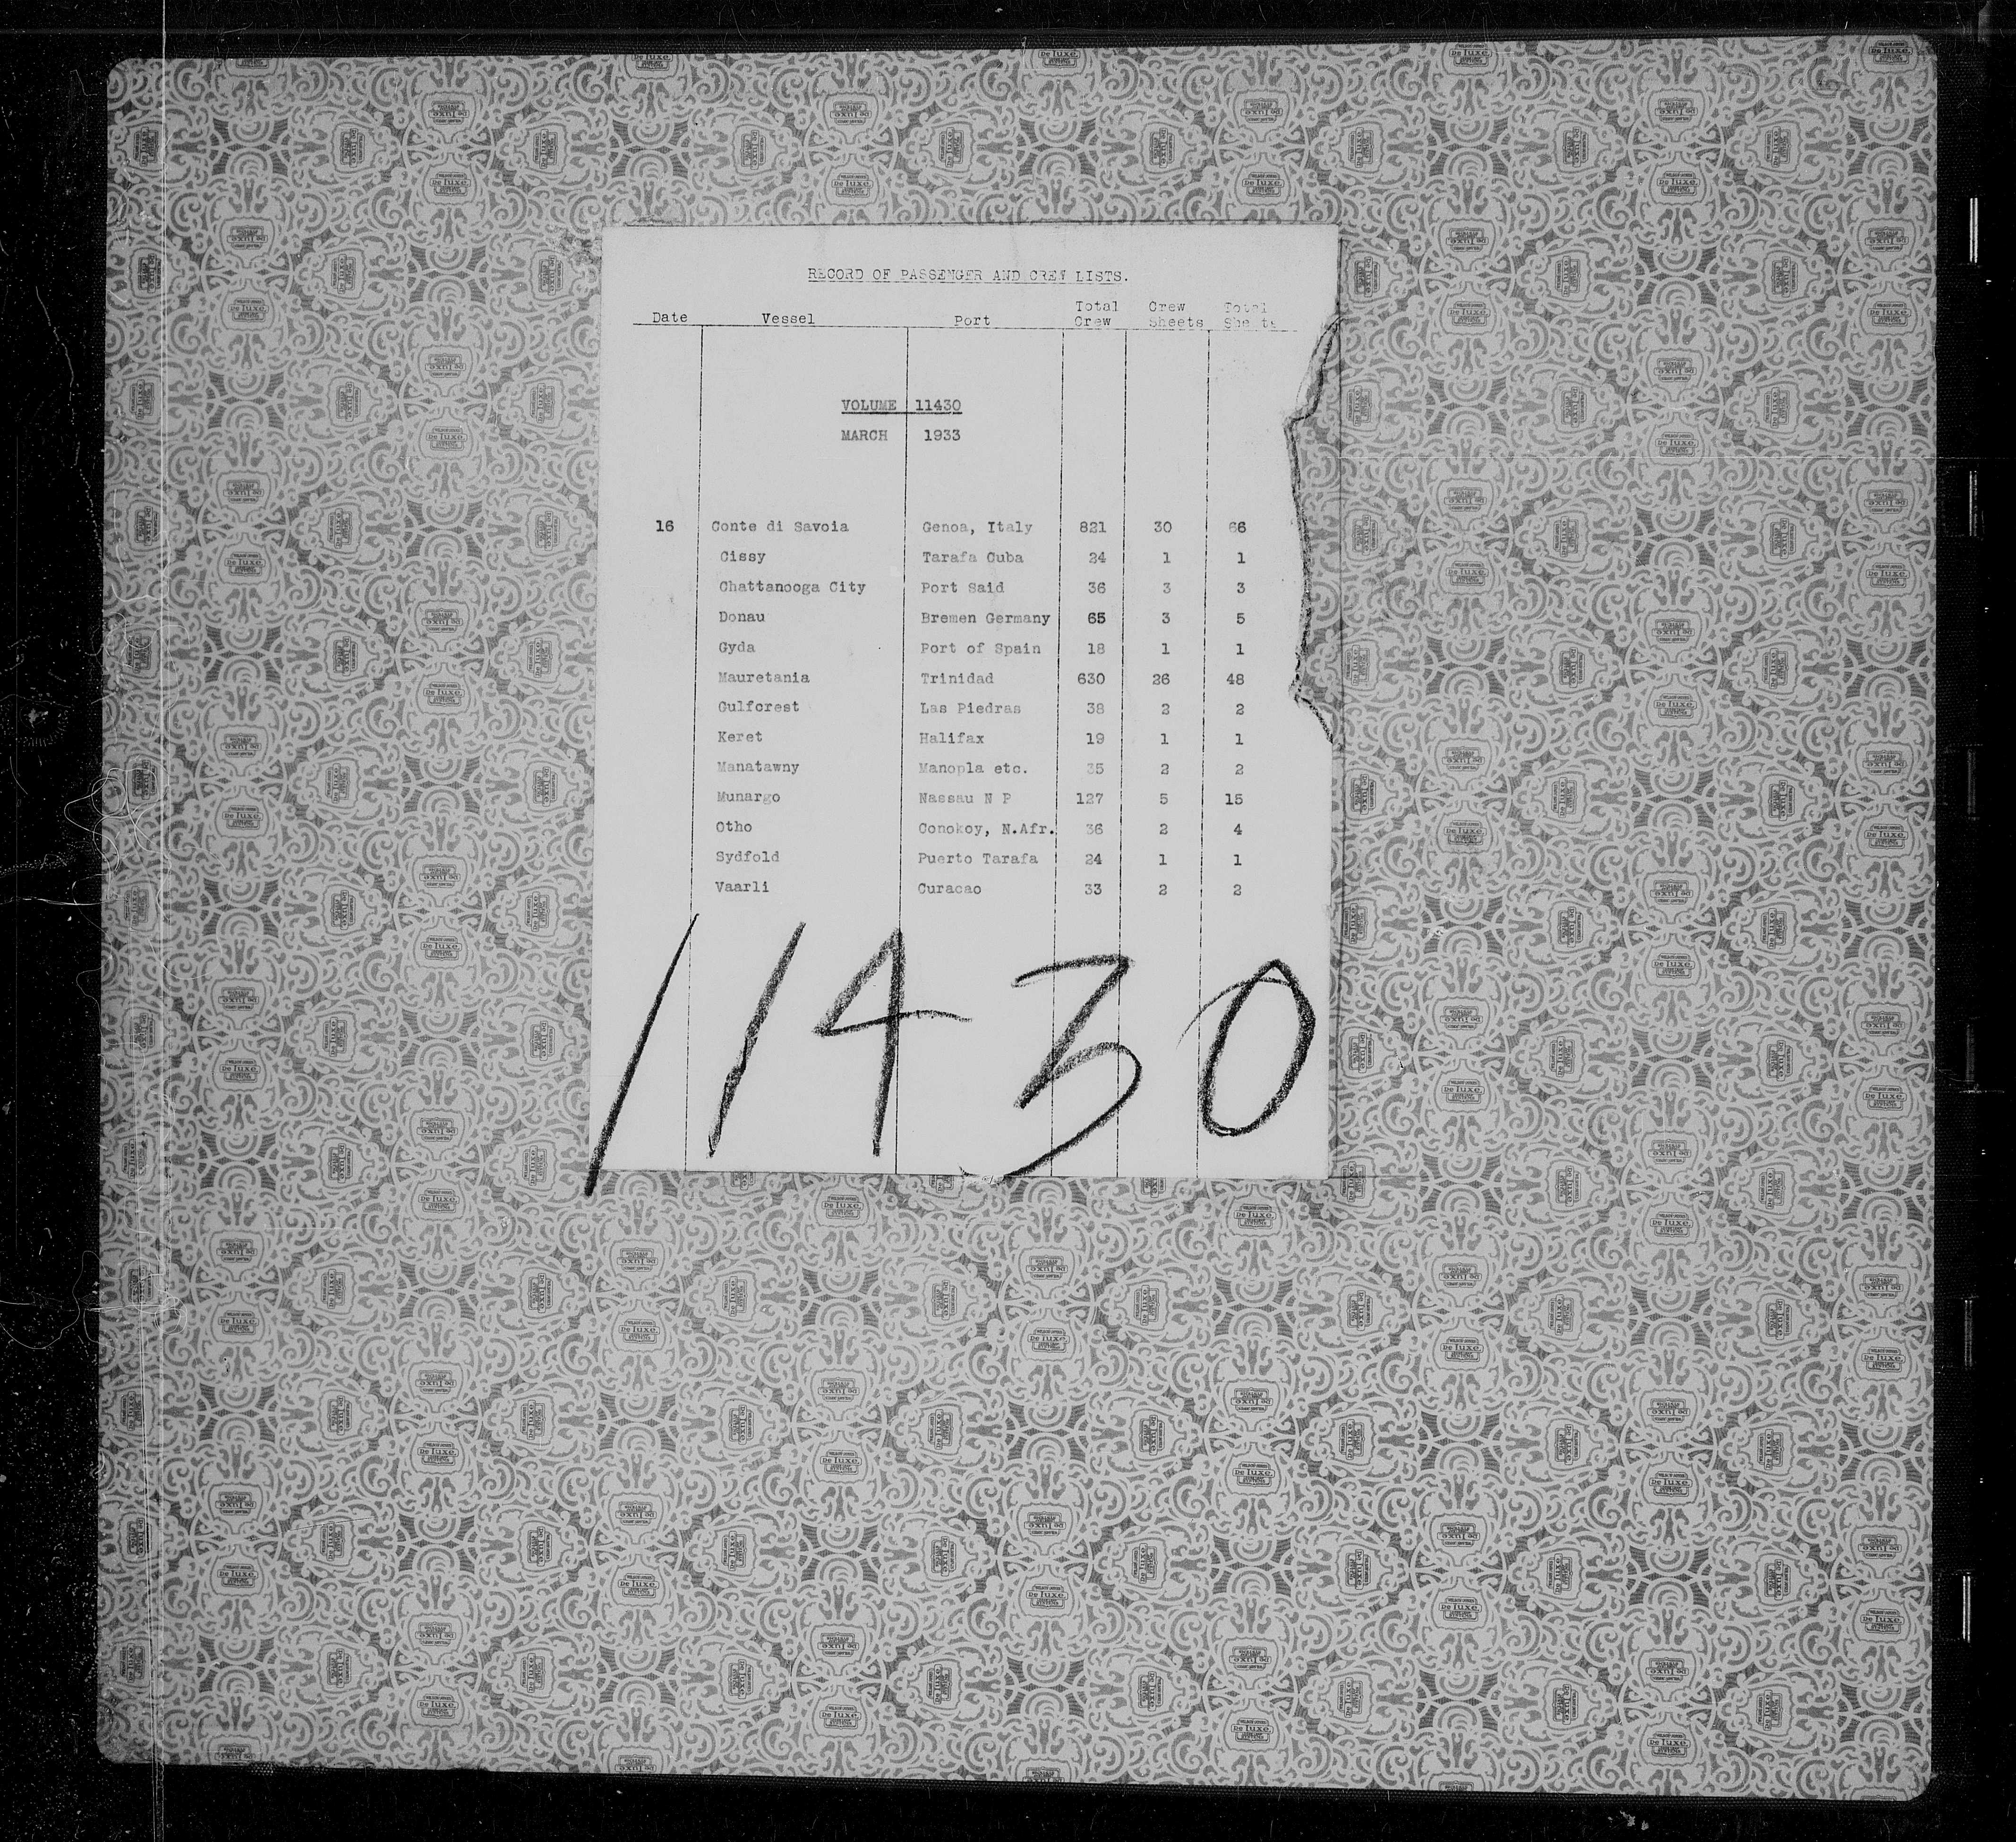 RECORD OF PASSENGER AND CREW LISTS.
Date Vessel Port Total Crew Crew Sheets Total Sheets
VOLUME 11430
MARCH 1933
16 Conte di Savoia Genoa, Italy 821 30 66
Cissy Tarafa Cuba 24 1 1
Chattanooga City Port Said 36 3 3
Donau Bremen Germany 65 3 5
Gyda Port of Spain 18 1 1
Mauretania Trinidad 630 26 48
Gulfcrest Las Piedras 38 2 2
Keret Halifax 19 1 1
Manatawny Manopla etc. 35 2 2
Munargo Nassau N P 127 5 15
Otho Conokoy, N.Afr. 36 2 4
Sydfold Puerto Tarafa 24 1 1
Vaarli Curacao 33 2 2
11430